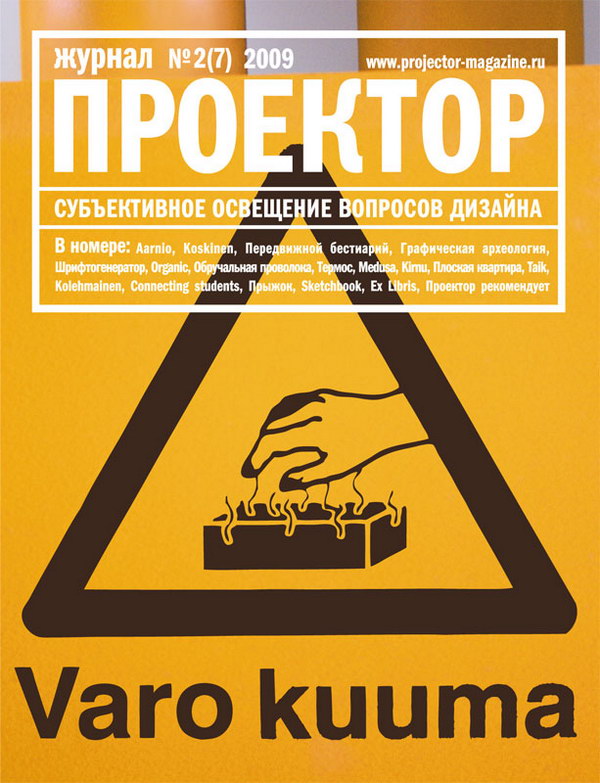 журнал №2(7) 2009 www.projector-magazine.ru
ПРОЕКТОР
СУБЪЕКТИВНОЕ ОСВЕЩЕНИЕ ВОПРОСОВ ДИЗАЙНА
В номере: Aarnio, Koskinen, Передвижной бестиарий, Графическая археология,
Шрифтогенератор, Organic, Обручальная проволока, Термос, Medusa, Kirnu, Плоская квартира, Taik,
Kolehmainen, Connecting students, Прыжок, Sketchbook, Ex Libris, Проектор рекомендует
Varo kuuma